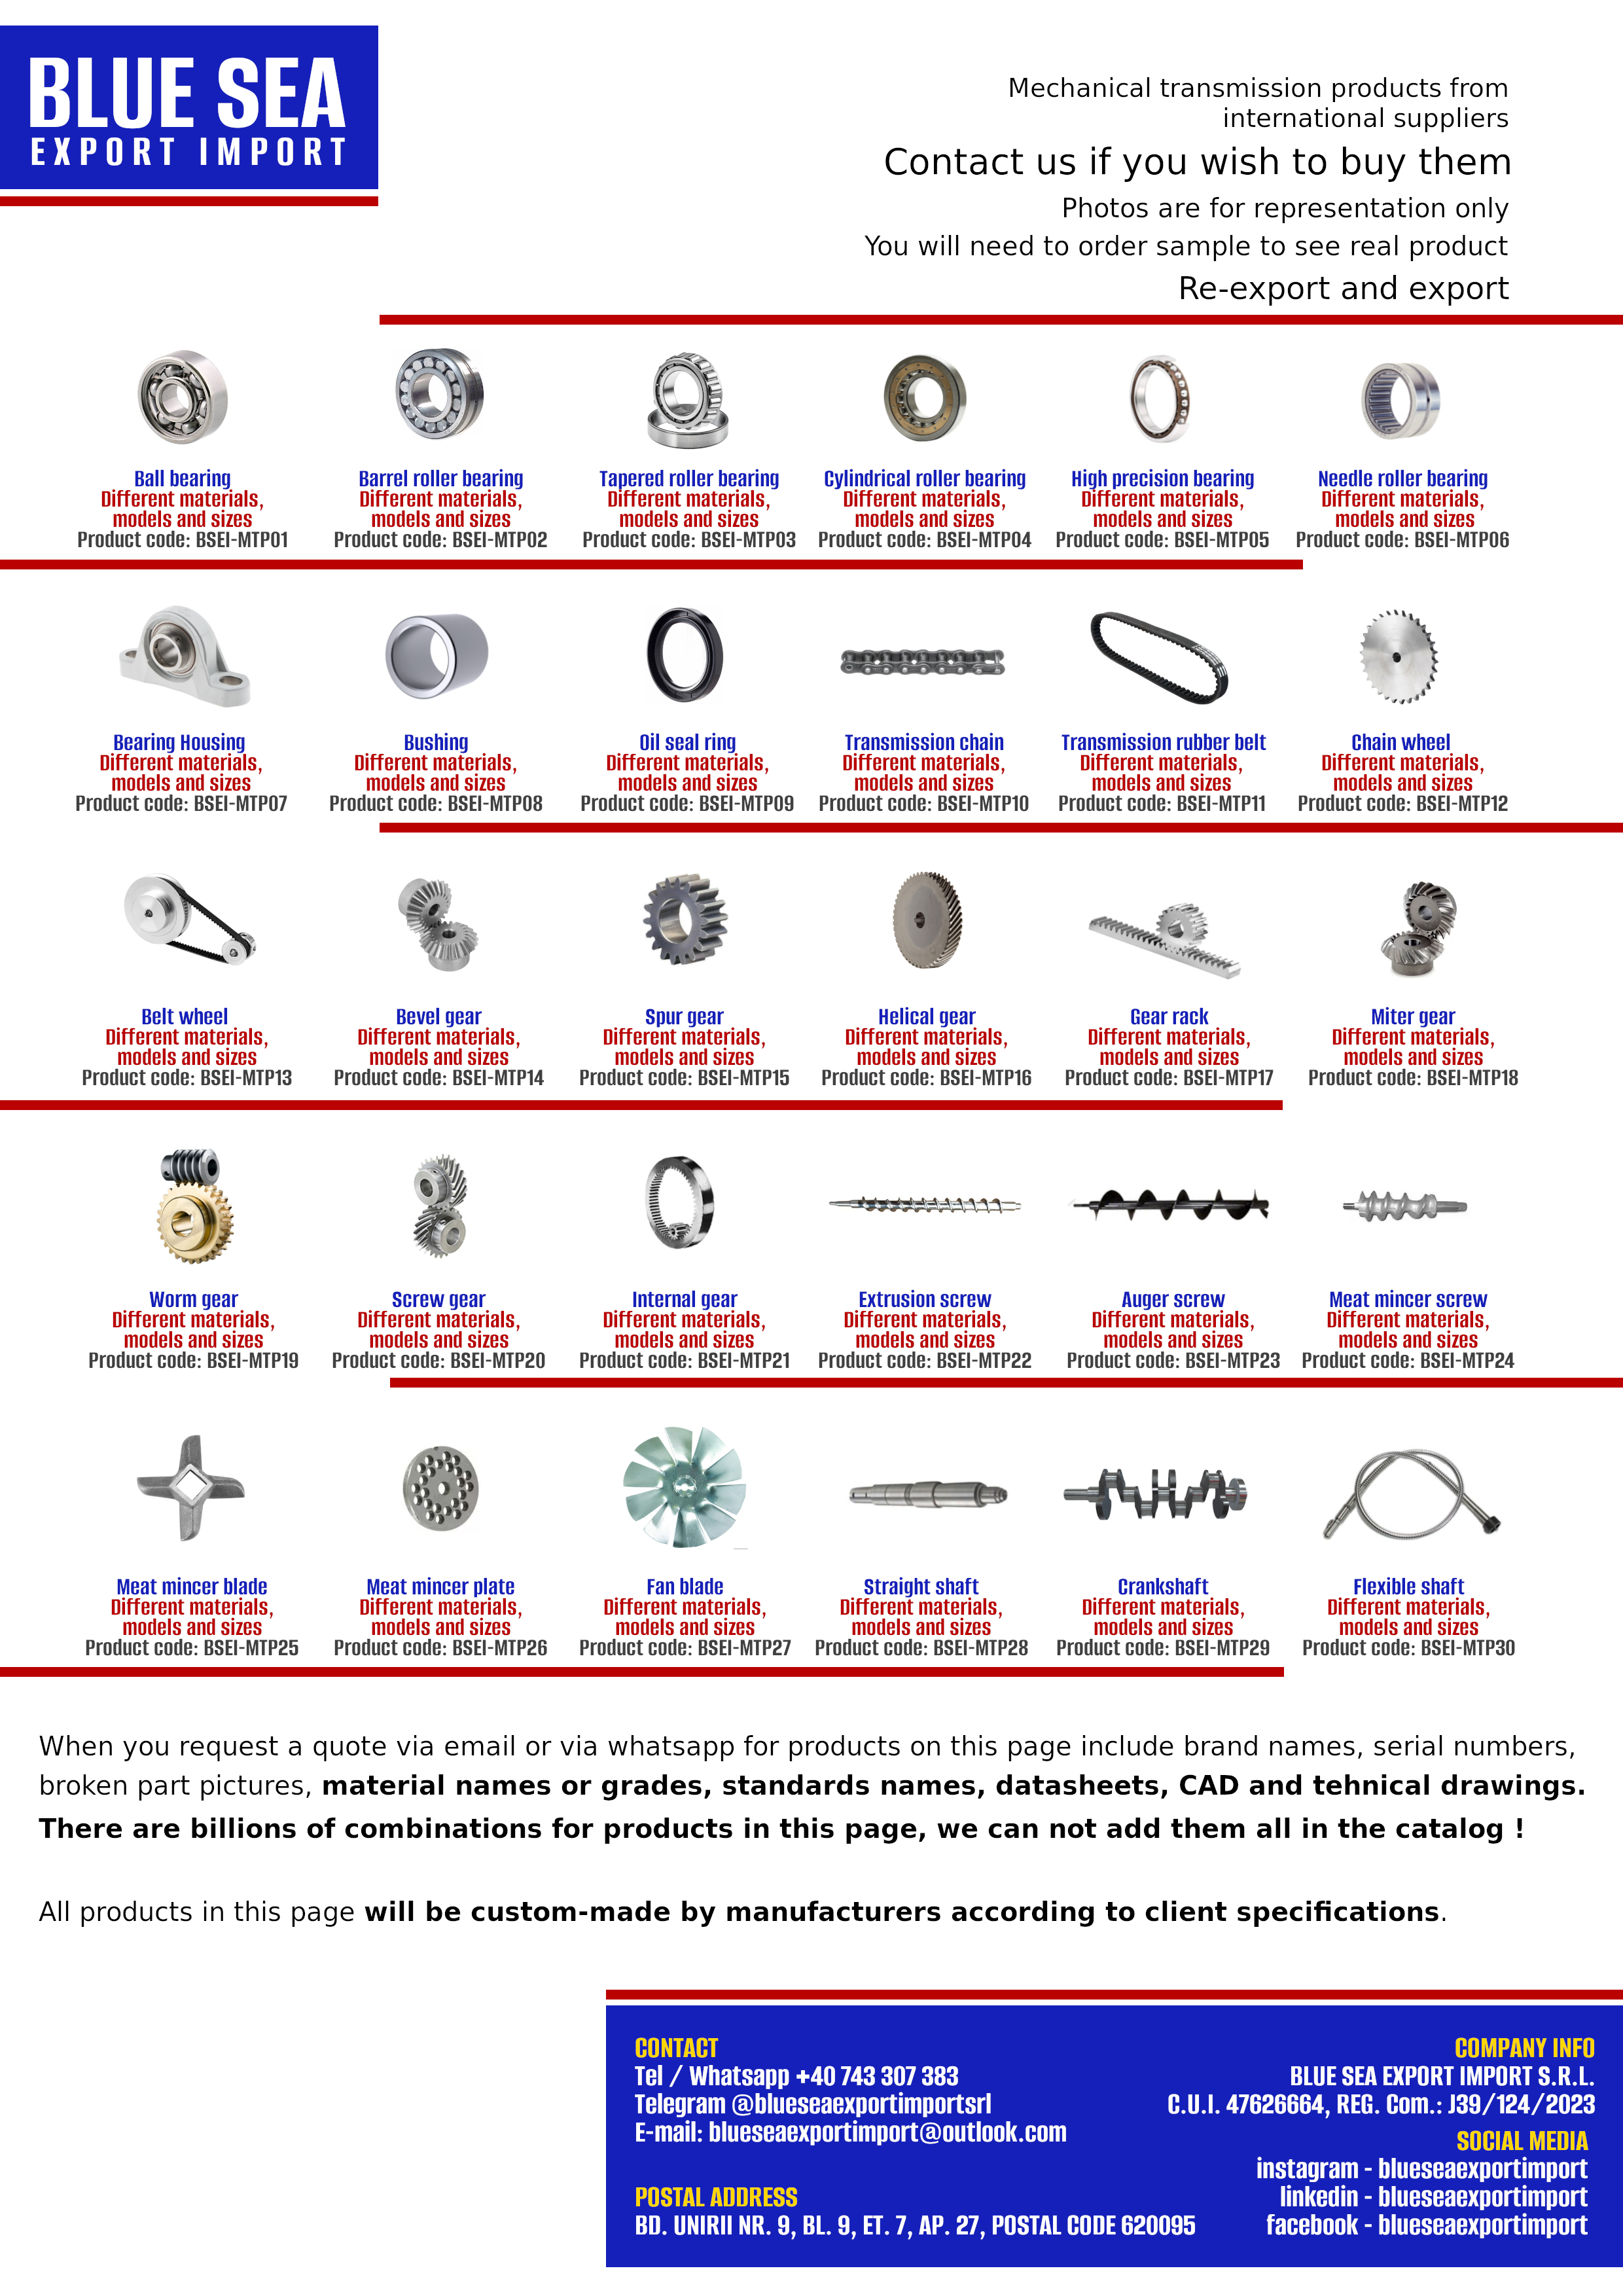 BLUE SEA
EXPORT IMPORT
Mechanical transmission products from
international suppliers
Contact us if you wish to buy them
Photos are for representation only
You will need to order sample to see real product
Re-export and export
Ball bearing
Different materials,
models and sizes
Product code: BSEI-MTP01
Barrel roller bearing
Different materials,
models and sizes
Product code: BSEI-MTP02
Tapered roller bearing
Different materials,
models and sizes
Product code: BSEI-MTP03
Cylindrical roller bearing
Different materials,
models and sizes
Product code: BSEI-MTP04
High precision bearing
Different materials,
models and sizes
Product code: BSEI-MTP05
Needle roller bearing
Different materials,
models and sizes
Product code: BSEI-MTP06
Bearing Housing
Different materials,
models and sizes
Product code: BSEI-MTP07
Bushing
Different materials,
models and sizes
Product code: BSEI-MTP08
Oil seal ring
Different materials,
models and sizes
Product code: BSEI-MTP09
Transmission chain
Different materials,
models and sizes
Product code: BSEI-MTP10
Transmission rubber belt
Different materials,
models and sizes
Product code: BSEI-MTP11
Chain wheel
Different materials,
models and sizes
Product code: BSEI-MTP12
Belt wheel
Different materials,
models and sizes
Product code: BSEI-MTP13
Bevel gear
Different materials,
models and sizes
Product code: BSEI-MTP14
Spur gear
Different materials,
models and sizes
Product code: BSEI-MTP15
Helical gear
Different materials,
models and sizes
Product code: BSEI-MTP16
Gear rack
Different materials,
models and sizes
Product code: BSEI-MTP17
Miter gear
Different materials,
models and sizes
Product code: BSEI-MTP18
Worm gear
Different materials,
models and sizes
Product code: BSEI-MTP19
Screw gear
Different materials,
models and sizes
Product code: BSEI-MTP20
Internal gear
Different materials,
models and sizes
Product code: BSEI-MTP21
Extrusion screw
Different materials,
models and sizes
Product code: BSEI-MTP22
Auger screw
Different materials,
models and sizes
Product code: BSEI-MTP23
Meat mincer screw
Different materials,
models and sizes
Product code: BSEI-MTP24
Meat mincer blade
Different materials,
models and sizes
Product code: BSEI-MTP25
Meat mincer plate
Different materials,
models and sizes
Product code: BSEI-MTP26
Fan blade
Different materials,
models and sizes
Product code: BSEI-MTP27
Straight shaft
Different materials,
models and sizes
Product code: BSEI-MTP28
Crankshaft
Different materials,
models and sizes
Product code: BSEI-MTP29
Flexible shaft
Different materials,
models and sizes
Product code: BSEI-MTP30
When you request a quote via email or via whatsapp for products on this page include brand names, serial numbers,
broken part pictures, material names or grades, standards names, datasheets, CAD and tehnical drawings.
There are billions of combinations for products in this page, we can not add them all in the catalog !
All products in this page will be custom-made by manufacturers according to client specifications.
CONTACT
Tel / Whatsapp +40 743 307 383
Telegram @blueseaexportimportsrl
E-mail: blueseaexportimport@outlook.com
POSTAL ADDRESS
BD. UNIRII NR. 9, BL. 9, ET. 7, AP. 27, POSTAL CODE 620095
COMPANY INFO
BLUE SEA EXPORT IMPORT S.R.L.
C.U.I. 47626664, REG. Com.: J39/124/2023
SOCIAL MEDIA
instagram - blueseaexportimport
linkedin - blueseaexportimport
facebook - blueseaexportimport